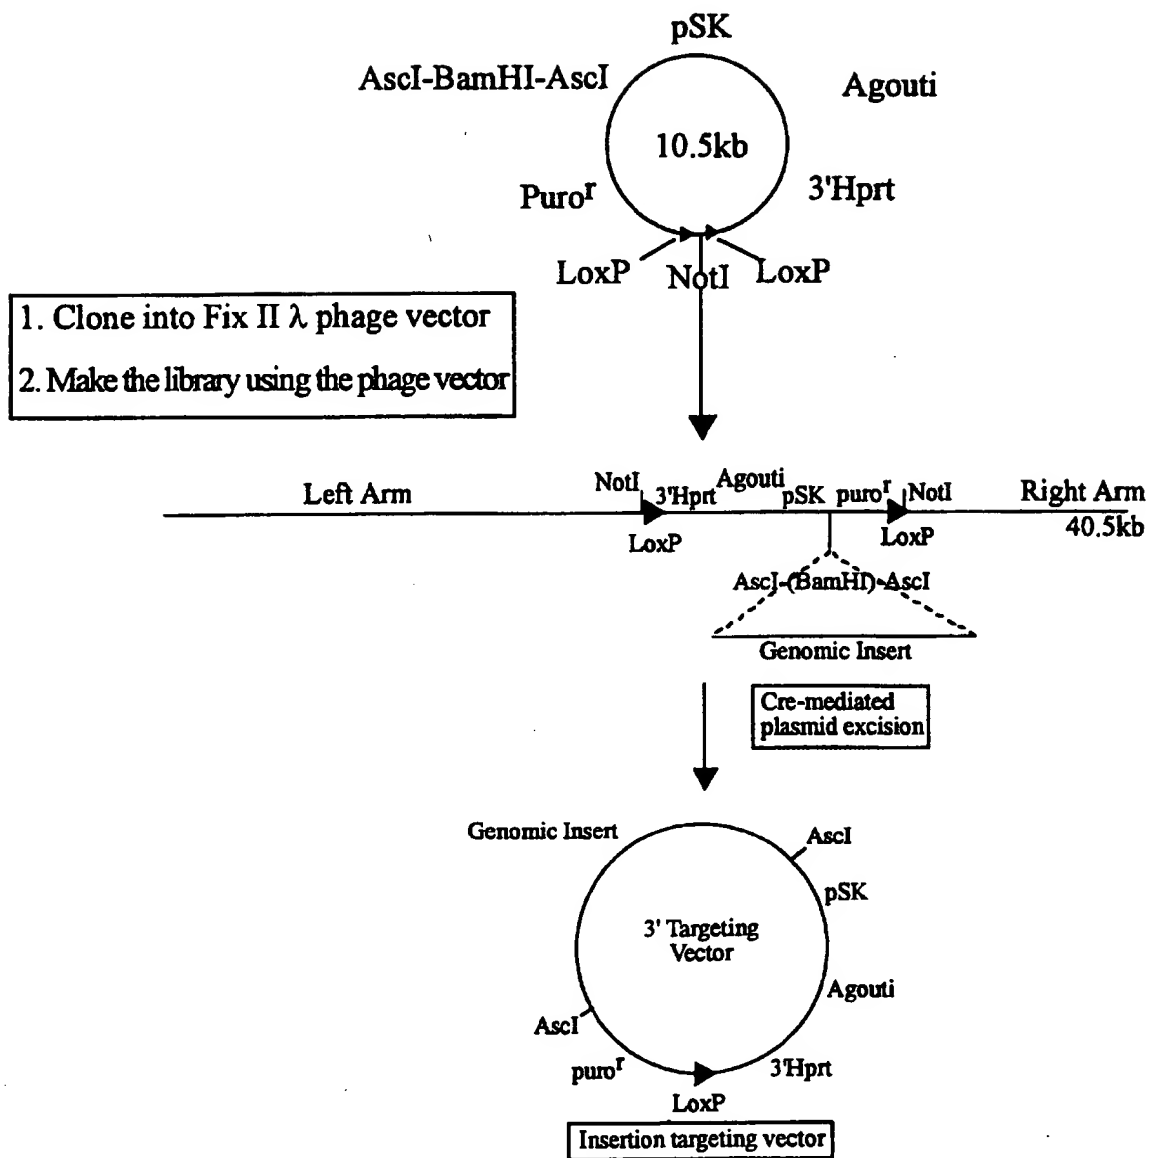 pSK
AscI-BamHI-AscI
Agouti
10.5kb
Puroʳ
3'Hprt
LoxP
NotI
LoxP
1. Clone into Fix II λ phage vector
2. Make the library using the phage vector
Left Arm
NotI
3'Hprt
Agouti
pSK
puroʳ
NotI
Right Arm
40.5kb
LoxP
LoxP
AscI-(BamHI)-AscI
Genomic Insert
Cre-mediated
plasmid excision
Genomic Insert
AscI
pSK
3' Targeting
Vector
Agouti
AscI
puroʳ
3'Hprt
LoxP
Insertion targeting vector